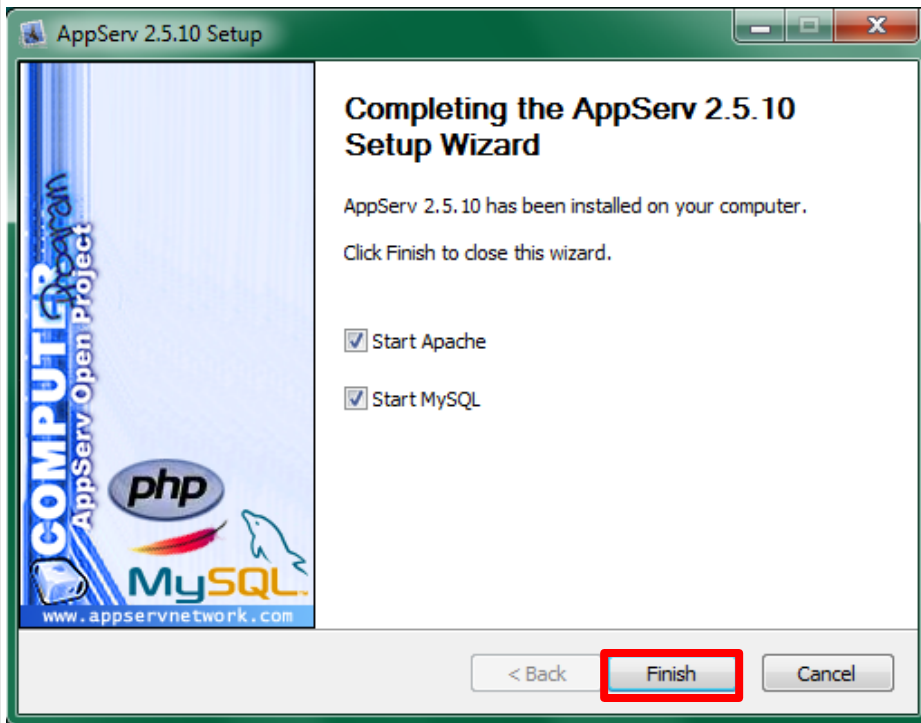 AppServ 2.5.10 Setup
Completing the AppServ 2.5.10
Setup Wizard
AppServ 2.5.10 has been installed on your computer.
Click Finish to close this wizard.
Start Apache
Start MySQL
COMPUTER
Program
AppServ Open Project
php
MySQL
www.appservnetwork.com
< Back
Finish
Cancel